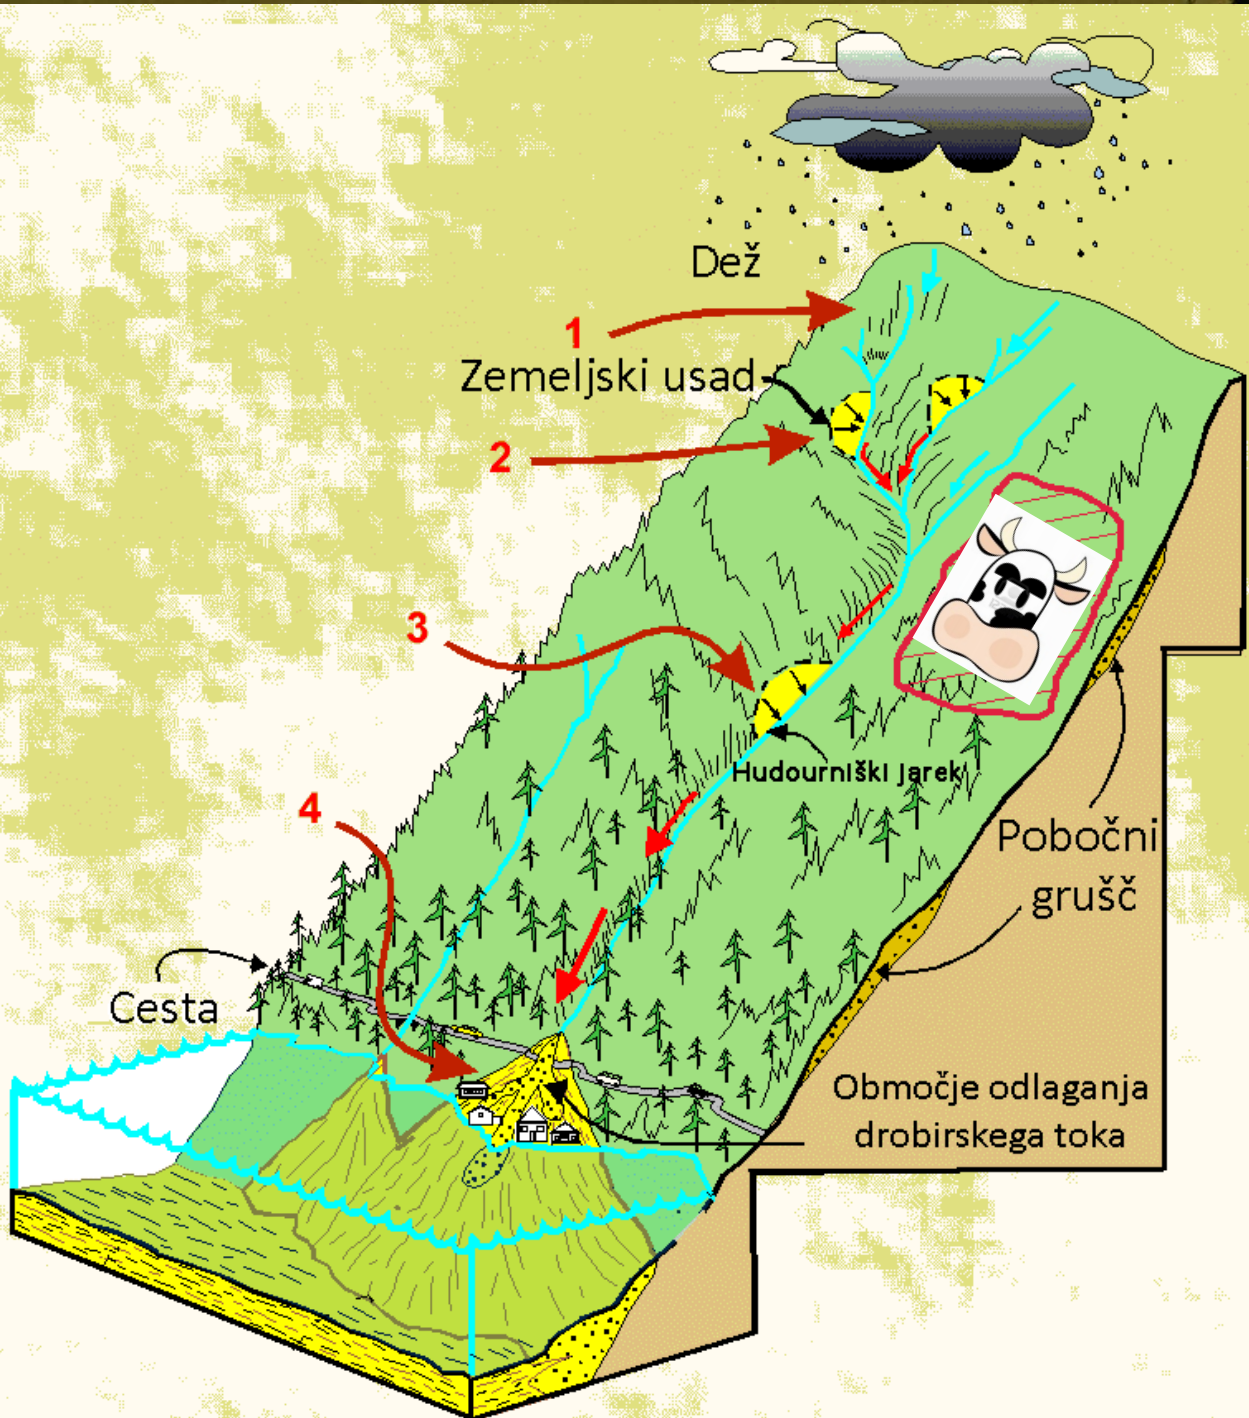 Dež
1
Zemeljski usad
2
3
Hudourniški jarek
4
Pobočni
grušč
Cesta
Območje odlaganja
drobirskega toka